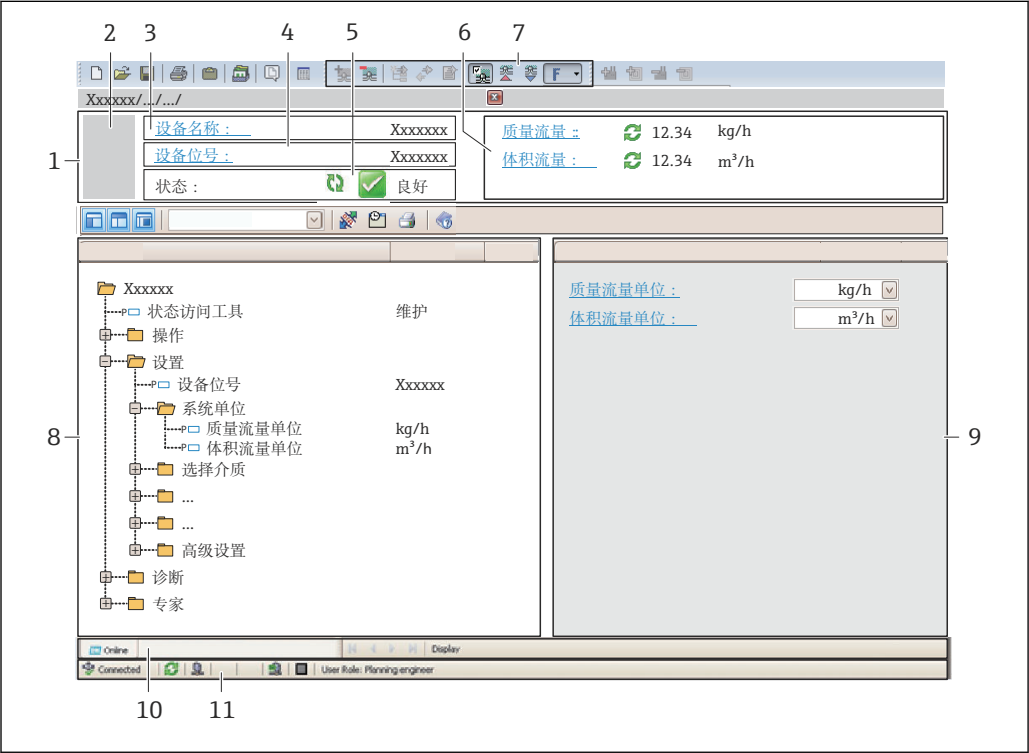 2 3 4 5 6 7
F
Xxxxxx/.../.../
1
设备名称： Xxxxxxx
设备位号： Xxxxxxx
状态： 良好
质量流量 :: 12.34 kg/h
体积流量： 12.34 m³/h
Xxxxxx
P 状态访问工具 维护
操作
设置
P 设备位号 Xxxxxx
系统单位
P 质量流量单位 kg/h
P 体积流量单位 m³/h
选择介质
...
...
高级设置
诊断
专家
8
质量流量单位： kg/h
体积流量单位： m³/h
9
Online Display
Connected User Role: Planning engineer
10 11